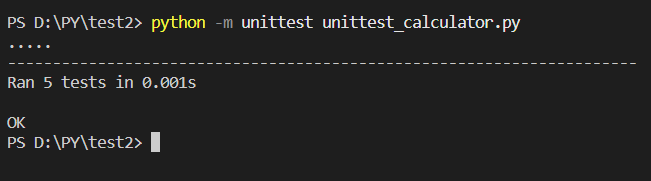 PS D:\PY\test2> python -m unittest unittest_calculator.py
.....
----------------------------------------------------------------------
Ran 5 tests in 0.001s
OK
PS D:\PY\test2>